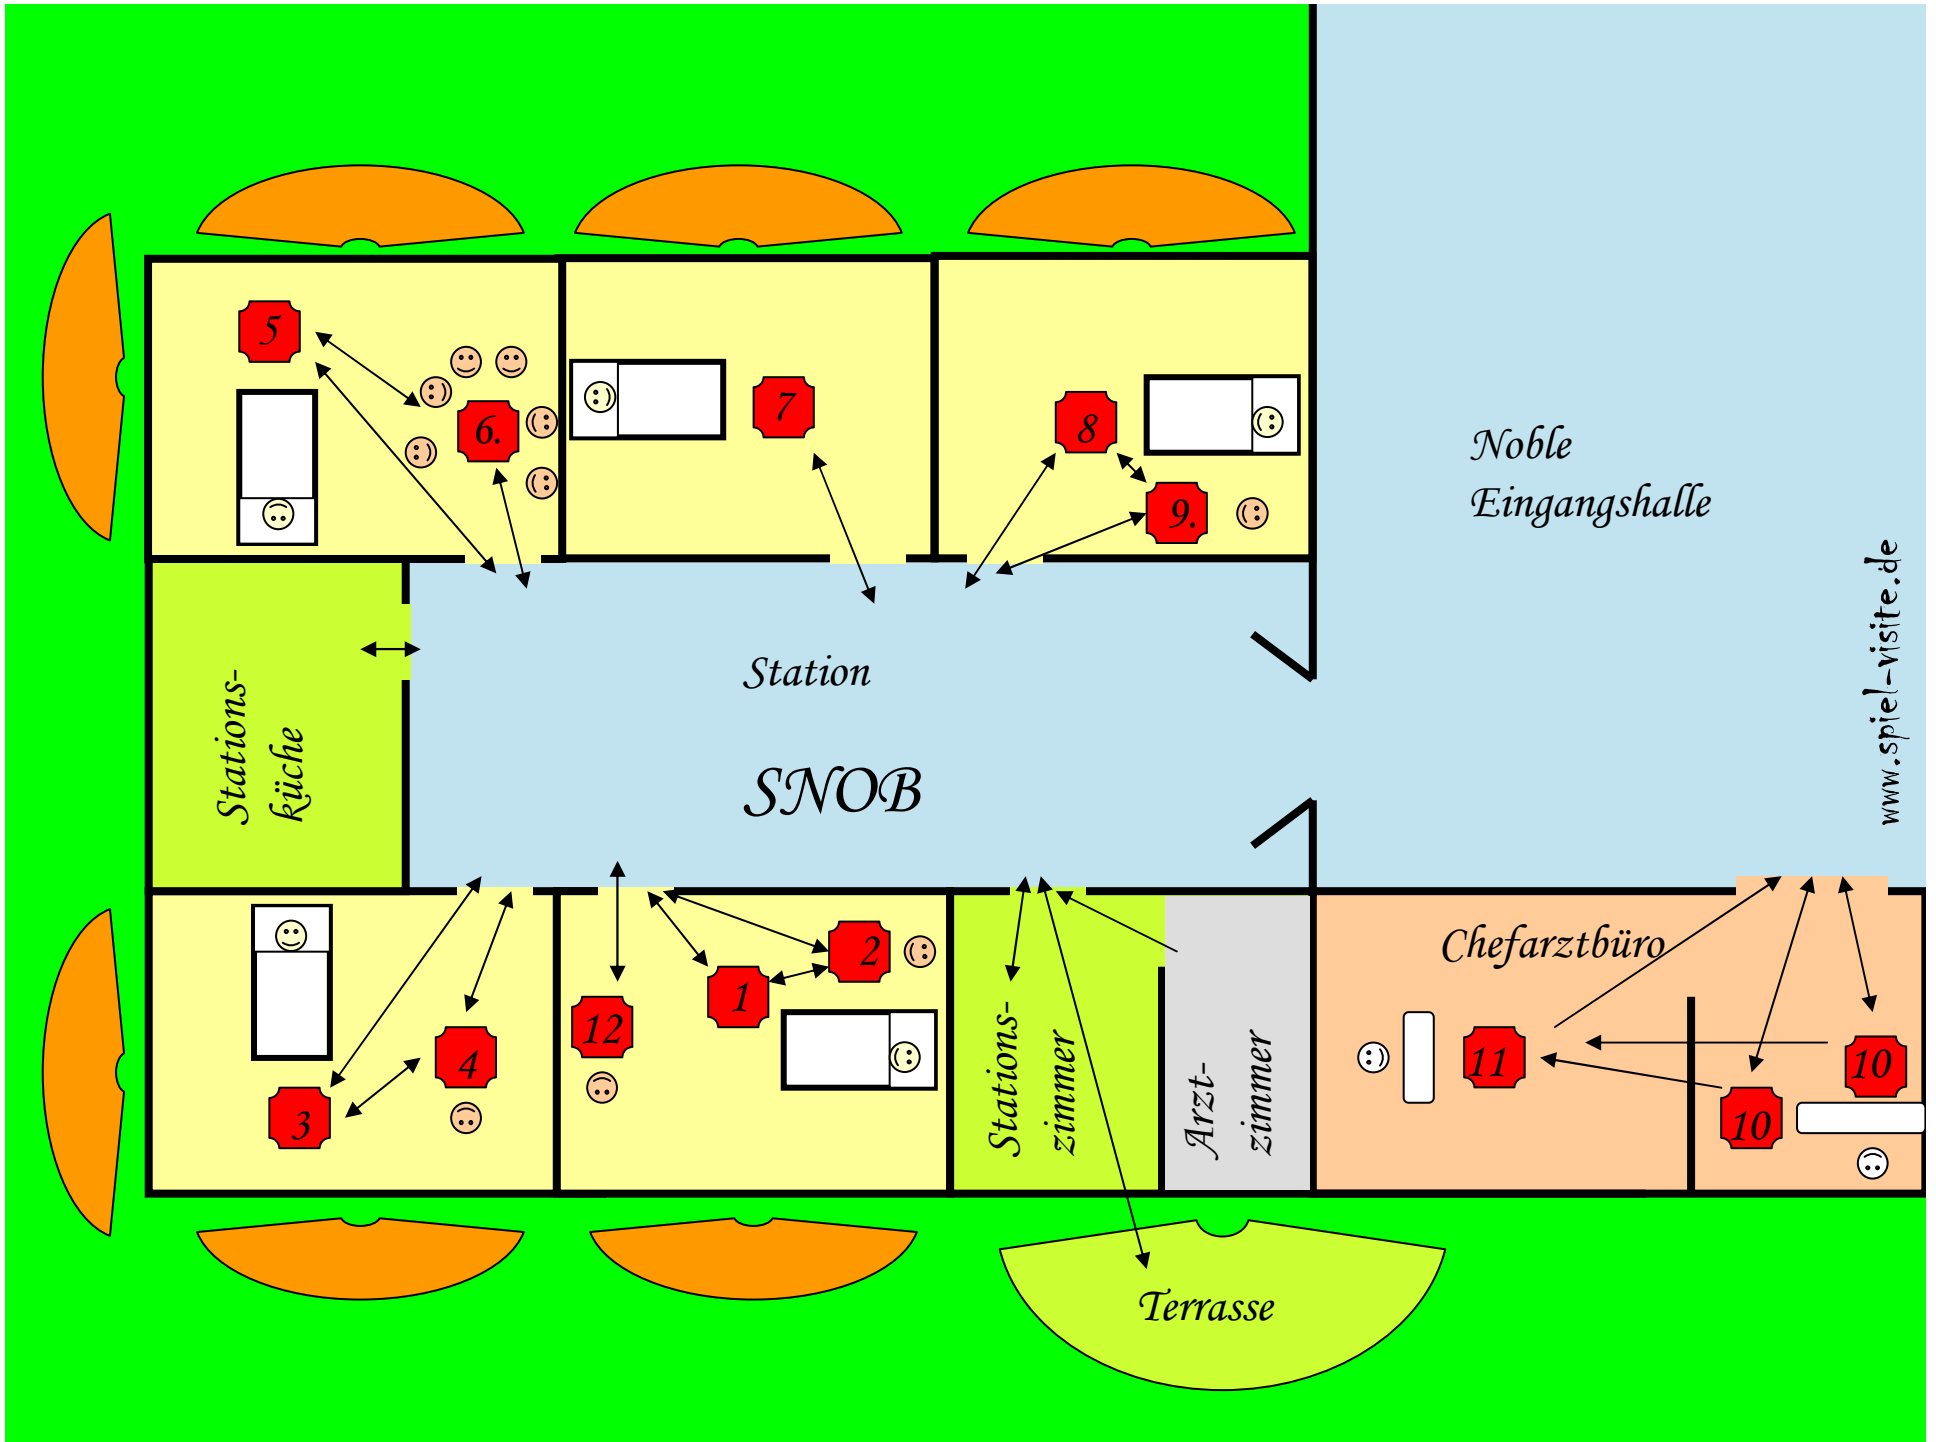 5
6.
7
8
9.
Noble
Eingangshalle
www.spiel-visite.de
Stations-
küche
Station
SNOB
3
4
12
1
2
Stations-
zimmer
Arzt-
zimmer
Chefarztbüro
11
10
10
Terrasse